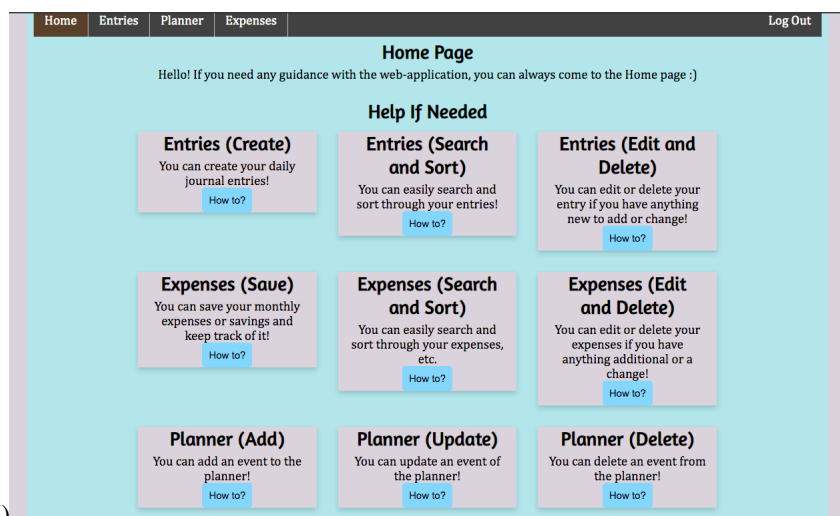 Home Entries Planner Expenses Log Out
Home Page
Hello! If you need any guidance with the web-application, you can always come to the Home page :)
Help If Needed
Entries (Create)
You can create your daily
journal entries!
How to?
Entries (Search
and Sort)
You can easily search and
sort through your entries!
How to?
Entries (Edit and
Delete)
You can edit or delete your
entry if you have anything
new to add or change!
How to?
Expenses (Save)
You can save your monthly
expenses or savings and
keep track of it!
How to?
Expenses (Search
and Sort)
You can easily search and
sort through your expenses,
etc.
How to?
Expenses (Edit
and Delete)
You can edit or delete your
expenses if you have
anything additional or a
change!
How to?
Planner (Add)
You can add an event to the
planner!
How to?
Planner (Update)
You can update an event of
the planner!
How to?
Planner (Delete)
You can delete an event from
the planner!
How to?